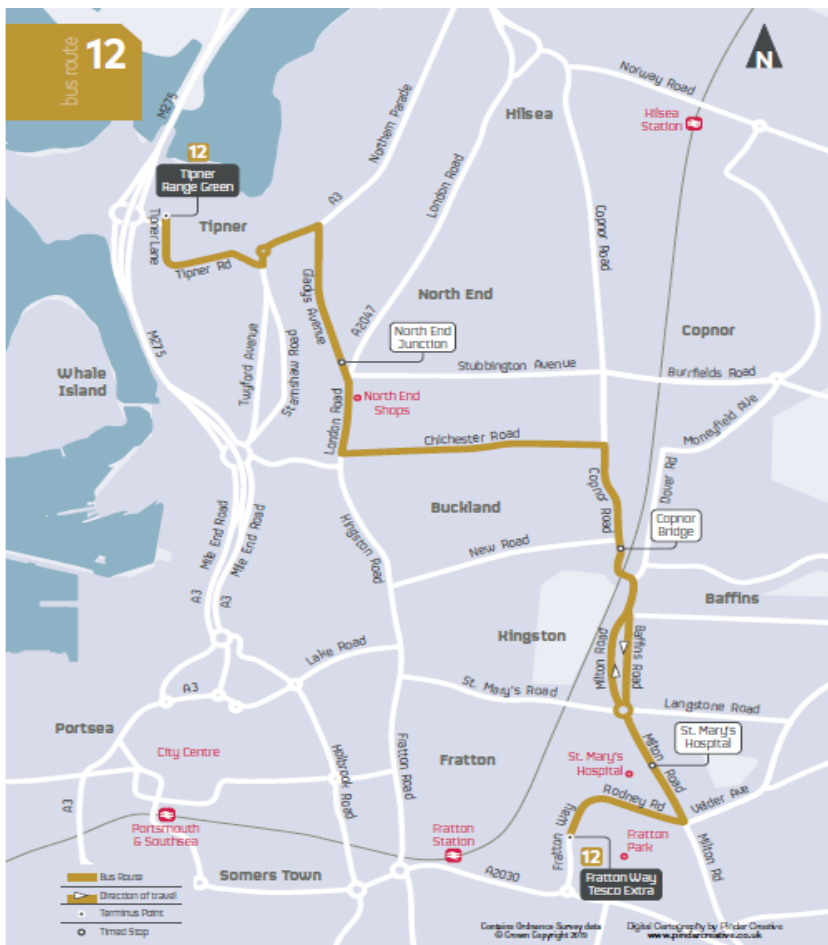 bus route
12
N
M275
Northern Parade
Hilsea
Norway Road
Hilsea
Station
12
Tipner
Range Green
London Road
A3
Tipner Lane
Tipner
Copnor Road
Tipner Rd
Gladys Avenue
North End
A2047
North End
Junction
Copnor
M275
Twyford Avenue
Stamshaw Road
Stubbington Avenue
Burrfields Road
Whale
Island
North End
Shops
London Road
Moneyfield Ave
Chichester Road
Dover Rd
Copnor Road
Buckland
Copnor
Bridge
Mile End Road
Mile End Road
Kingston Road
New Road
A3
A3
Baffins
Kingston
Milton Road
Baffins Road
Lake Road
St. Mary's Road
Langstone Road
A3
Portsea
City Centre
St. Mary's
Hospital
Holbrook Road
Fratton Road
Fratton
St. Mary's
Hospital
Milton Road
A3
Rodney Rd
Velder Ave
Portsmouth
& Southsea
Fratton
Station
Fratton Way
Fratton
Park
Milton Rd
12
Fratton Way
Tesco Extra
A2030
Somers Town
Bus Route
Direction of travel
Terminus Point
Timed Stop
Contains Ordnance Survey data
© Crown Copyright 2019
Digital Cartography by Pindar Creative
www.pindarcreative.co.uk